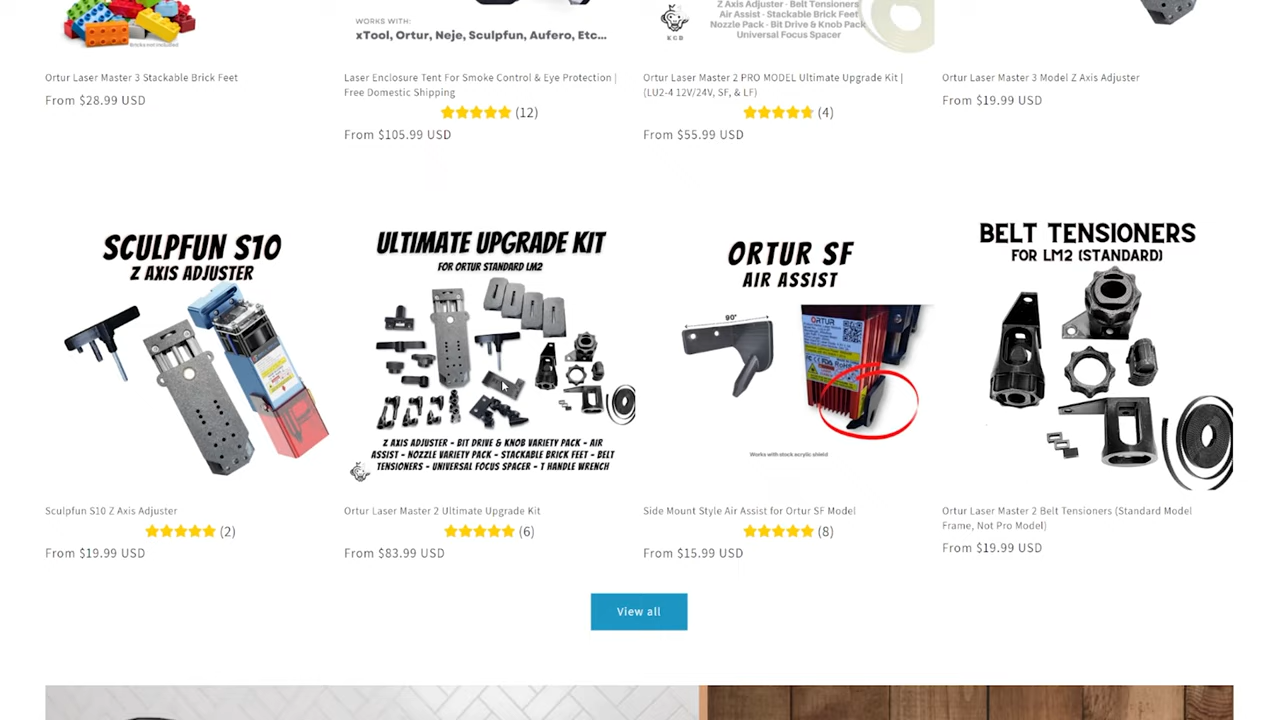 Bricks not included
WORKS WITH:
xTool, Ortur, Neje, Sculpfun, Aufero, Etc...
Z Axis Adjuster - Belt Tensioners
Air Assist - Stackable Brick Feet
Nozzle Pack - Bit Drive & Knob Pack
Universal Focus Spacer
KGD
Ortur Laser Master 3 Stackable Brick Feet
From $28.99 USD
Laser Enclosure Tent For Smoke Control & Eye Protection |
Free Domestic Shipping
(12)
From $105.99 USD
Ortur Laser Master 2 PRO MODEL Ultimate Upgrade Kit |
(LU2-4 12V/24V, SF, & LF)
(4)
From $55.99 USD
Ortur Laser Master 3 Model Z Axis Adjuster
From $19.99 USD
SCULPFUN S10
Z AXIS ADJUSTER
ULTIMATE UPGRADE KIT
FOR ORTUR STANDARD LM2
Z AXIS ADJUSTER - BIT DRIVE & KNOB VARIETY PACK - AIR
ASSIST - NOZZLE VARIETY PACK - STACKABLE BRICK FEET - BELT
TENSIONERS - UNIVERSAL FOCUS SPACER - T HANDLE WRENCH
ORTUR SF
AIR ASSIST
90°
ORTUR
Works with stock acrylic shield
BELT TENSIONERS
FOR LM2 (STANDARD)
Sculpfun S10 Z Axis Adjuster
(2)
From $19.99 USD
Ortur Laser Master 2 Ultimate Upgrade Kit
(6)
From $83.99 USD
Side Mount Style Air Assist for Ortur SF Model
(8)
From $15.99 USD
Ortur Laser Master 2 Belt Tensioners (Standard Model
Frame, Not Pro Model)
From $19.99 USD
View all